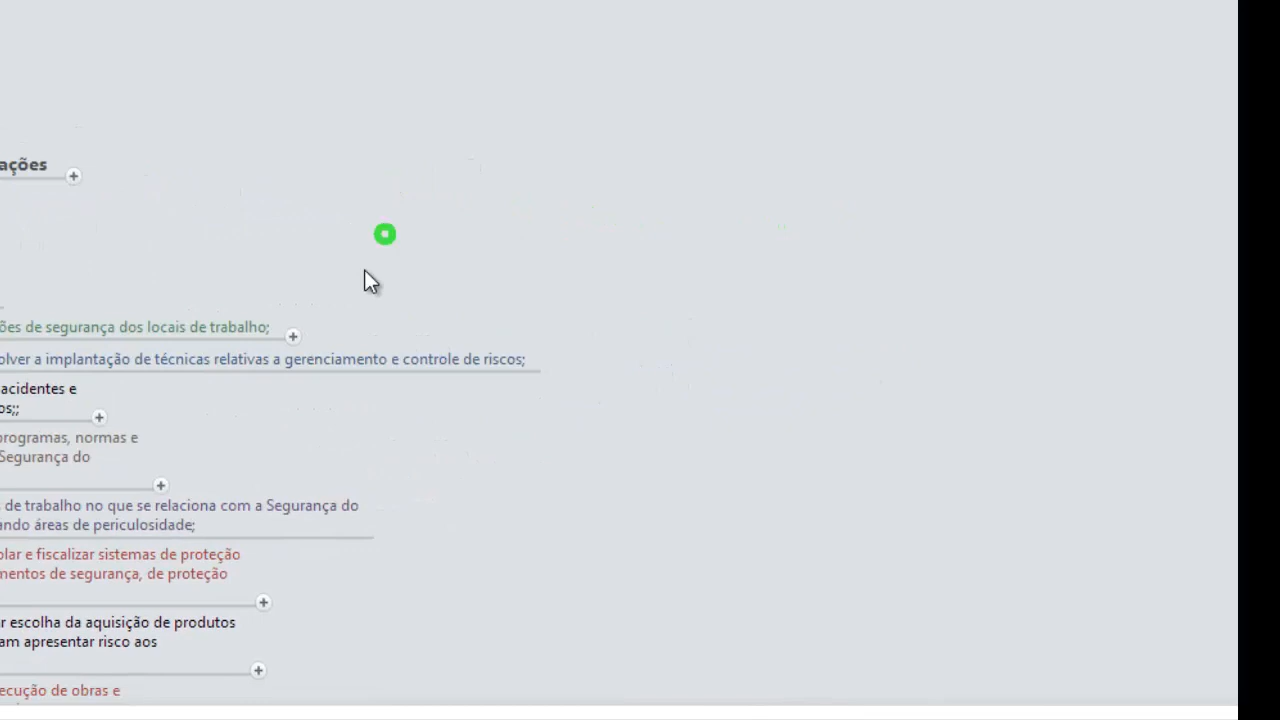 ações
ões de segurança dos locais de trabalho;
olver a implantação de técnicas relativas a gerenciamento e controle de riscos;
acidentes e
os;;
programas, normas e
Segurança do
de trabalho no que se relaciona com a Segurança do
ando áreas de periculosidade;
olar e fiscalizar sistemas de proteção
mentos de segurança, de proteção
r escolha da aquisição de produtos
am apresentar risco aos
ecução de obras e